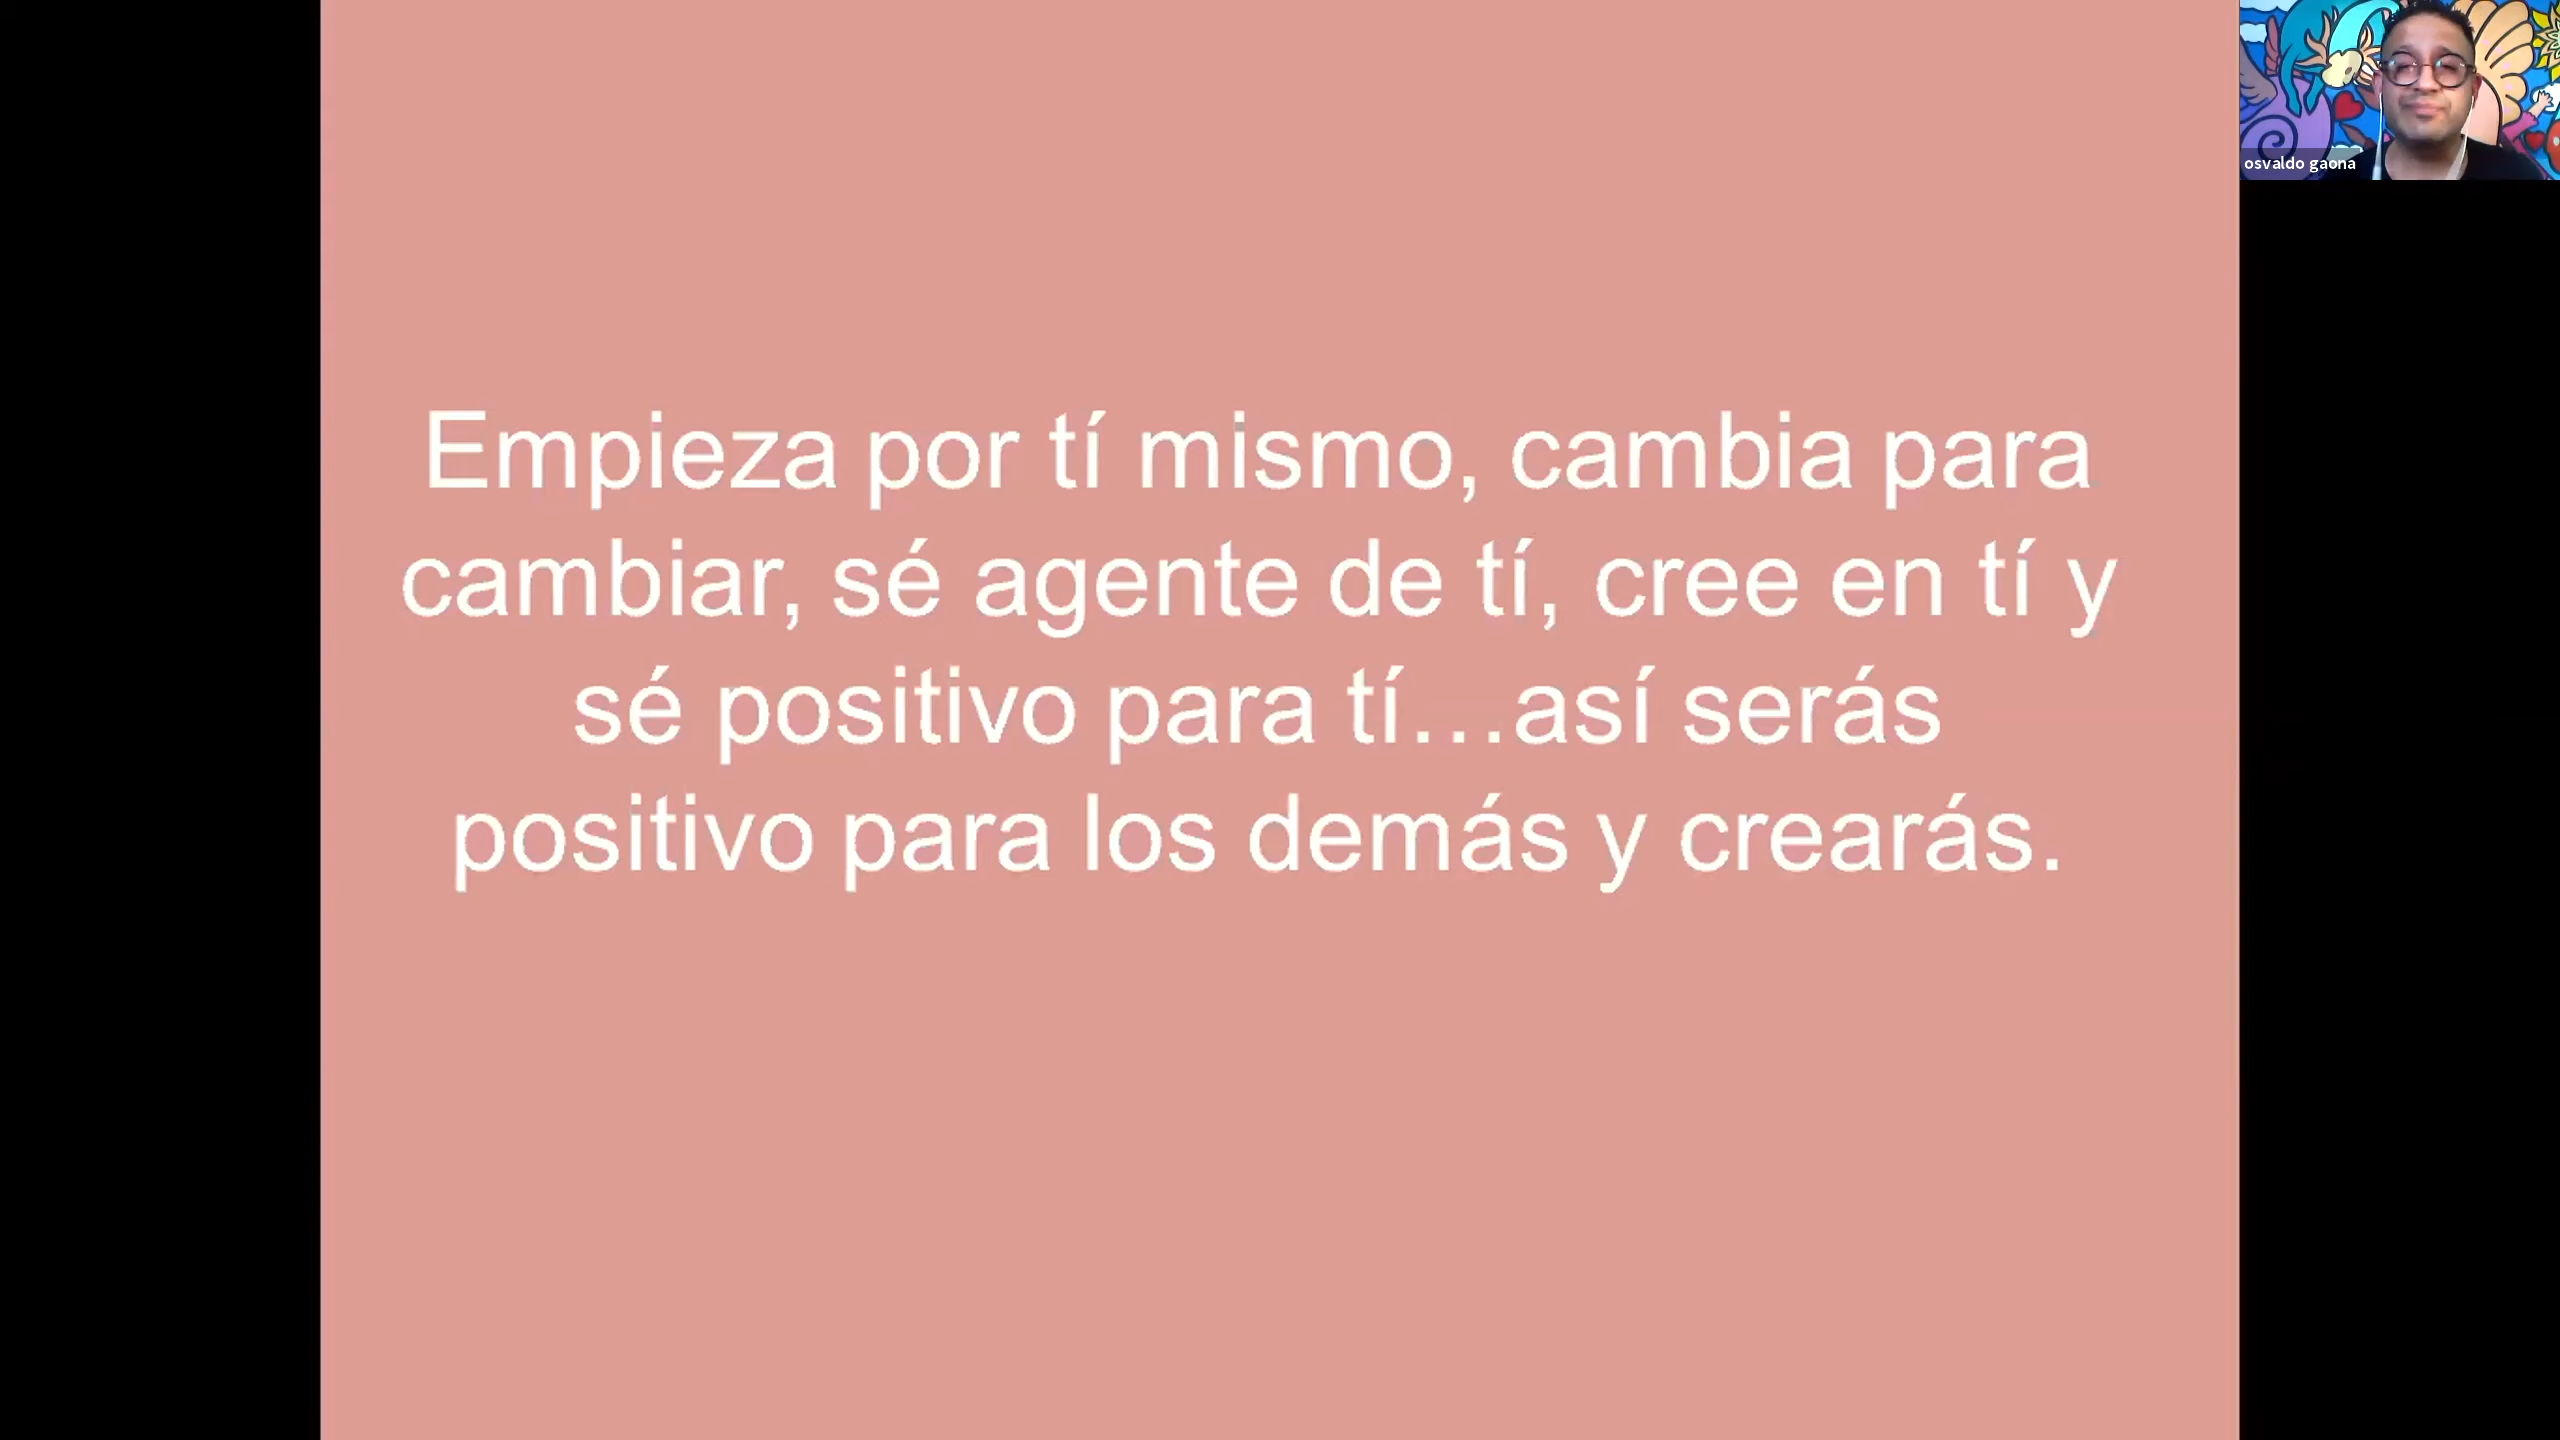 Empieza por tí mismo, cambia para
cambiar, sé agente de tí, cree en tí y
sé positivo para tí...así serás
positivo para los demás y crearás.
osvaldo gaona